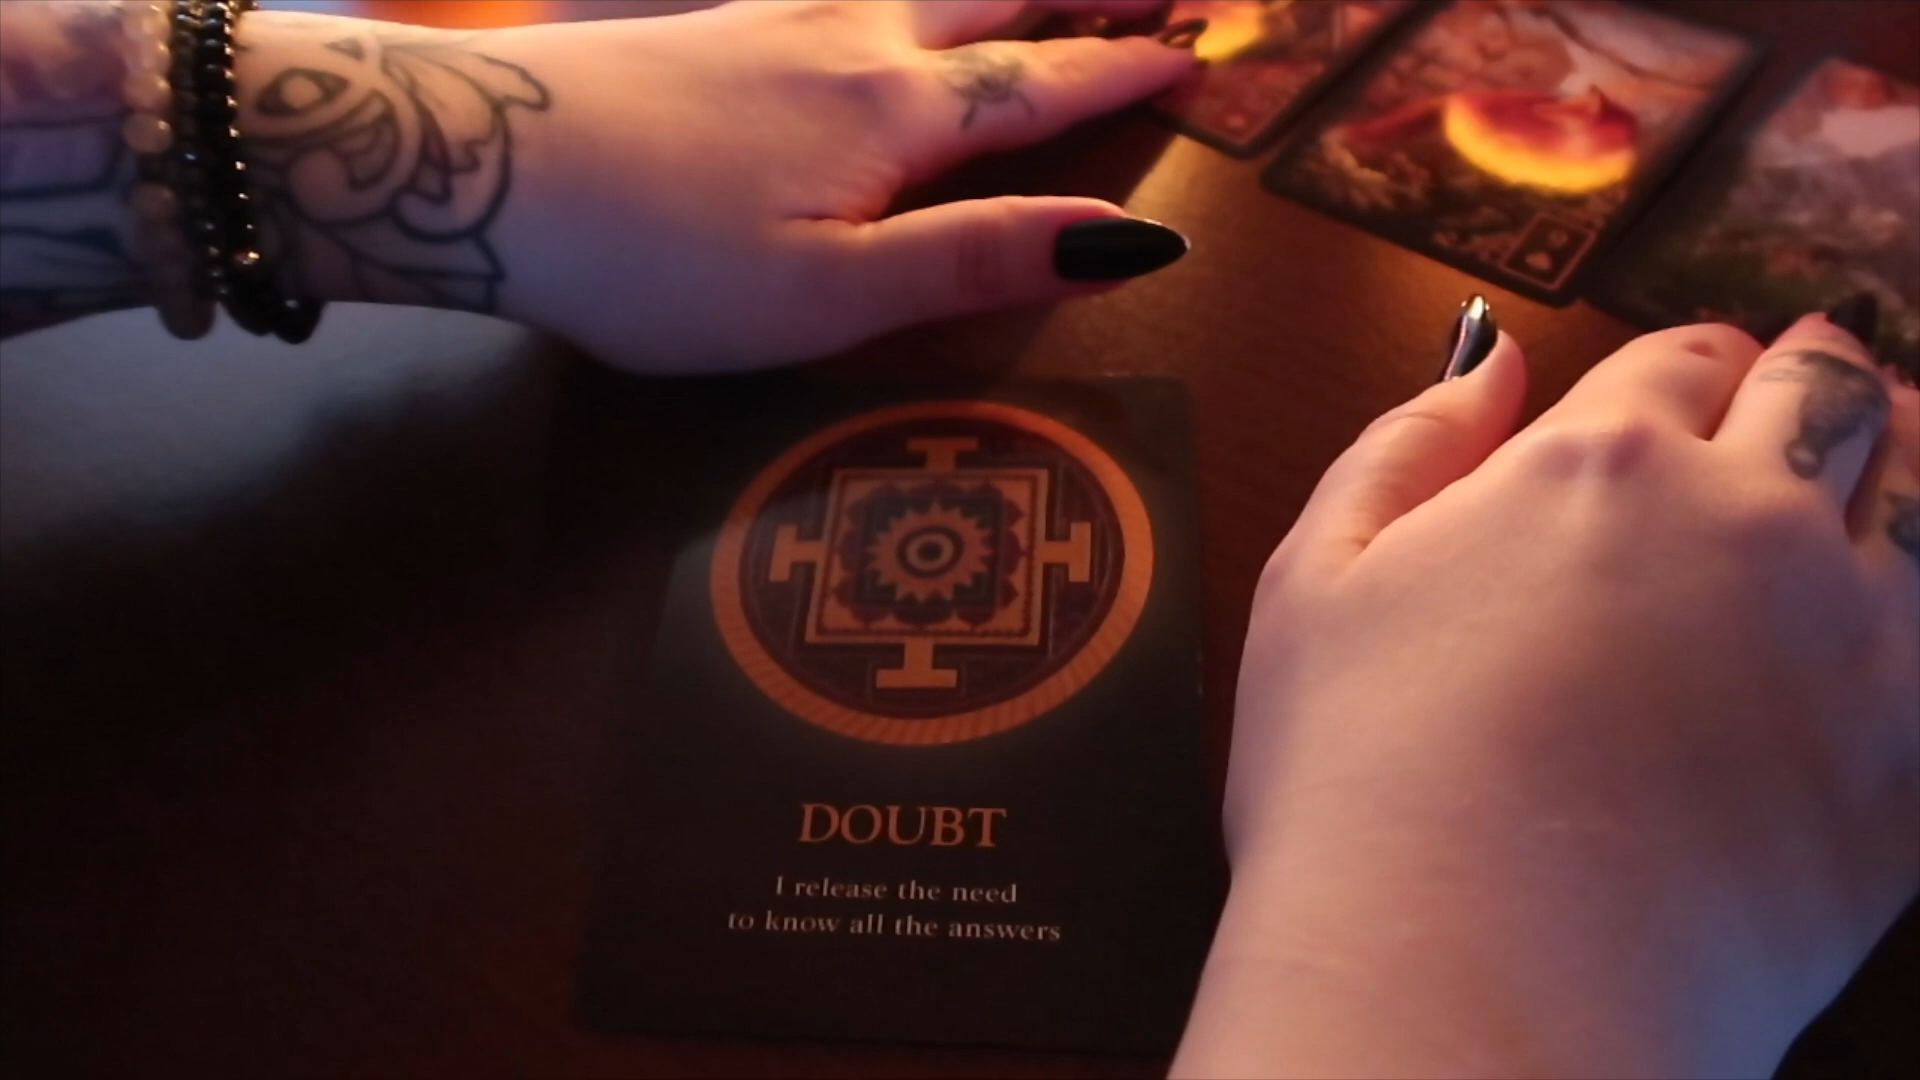 DOUBT
I release the need
to know all the answers